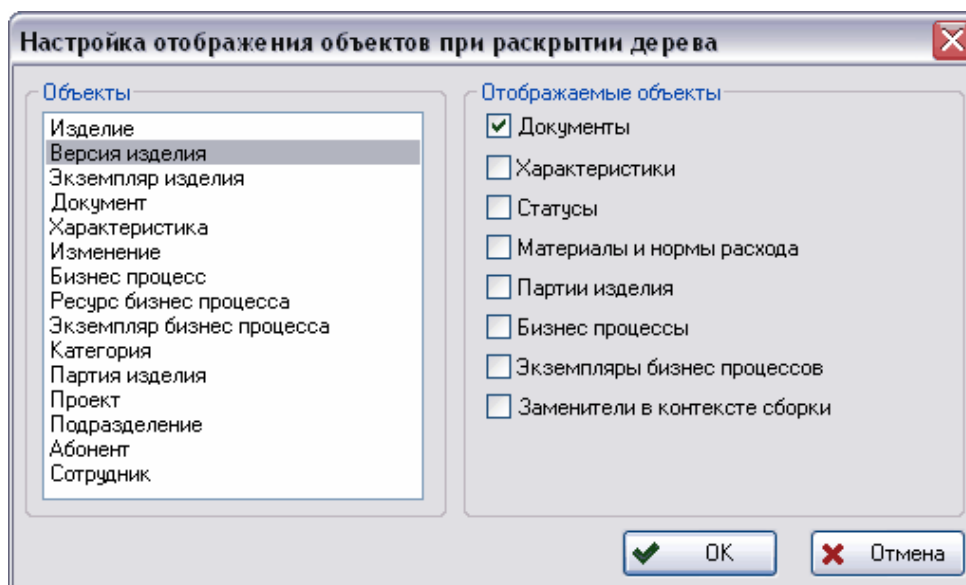 Настройка отображения объектов при раскрытии дерева
Объекты
Изделие
Версия изделия
Экземпляр изделия
Документ
Характеристика
Изменение
Бизнес процесс
Ресурс бизнес процесса
Экземпляр бизнес процесса
Категория
Партия изделия
Проект
Подразделение
Абонент
Сотрудник
Отображаемые объекты
Документы
Характеристики
Статусы
Материалы и нормы расхода
Партии изделия
Бизнес процессы
Экземпляры бизнес процессов
Заменители в контексте сборки
OK
Отмена